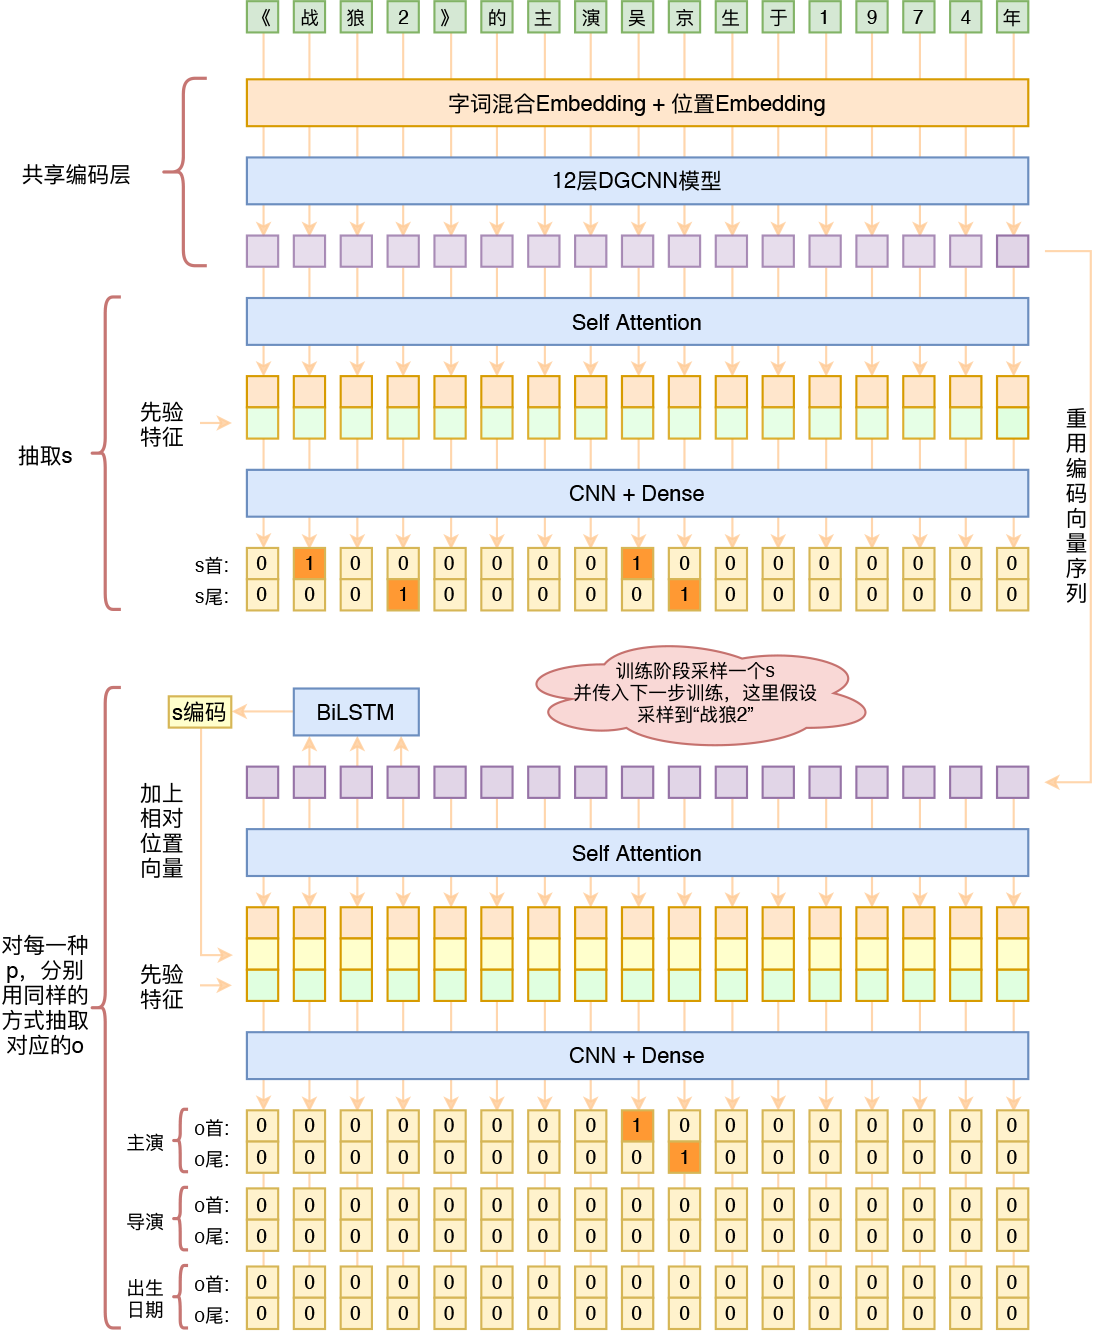 《 战 狼 2 》 的 主 演 吴 京 生 于 1 9 7 4 年
字词混合Embedding + 位置Embedding
共享编码层
12层DGCNN模型
Self Attention
先验
特征
抽取s
重用编码向量序列
CNN + Dense
s首: 0 1 0 0 0 0 0 0 1 0 0 0 0 0 0 0 0
s尾: 0 0 0 1 0 0 0 0 0 1 0 0 0 0 0 0 0
训练阶段采样一个s
并传入下一步训练，这里假设
采样到“战狼2”
s编码
BiLSTM
加上
相对
位置
向量
Self Attention
对每一种
p，分别
用同样的
方式抽取
对应的o
先验
特征
CNN + Dense
主演
o首: 0 0 0 0 0 0 0 0 1 0 0 0 0 0 0 0 0
o尾: 0 0 0 0 0 0 0 0 0 1 0 0 0 0 0 0 0
导演
o首: 0 0 0 0 0 0 0 0 0 0 0 0 0 0 0 0 0
o尾: 0 0 0 0 0 0 0 0 0 0 0 0 0 0 0 0 0
出生
日期
o首: 0 0 0 0 0 0 0 0 0 0 0 0 0 0 0 0 0
o尾: 0 0 0 0 0 0 0 0 0 0 0 0 0 0 0 0 0